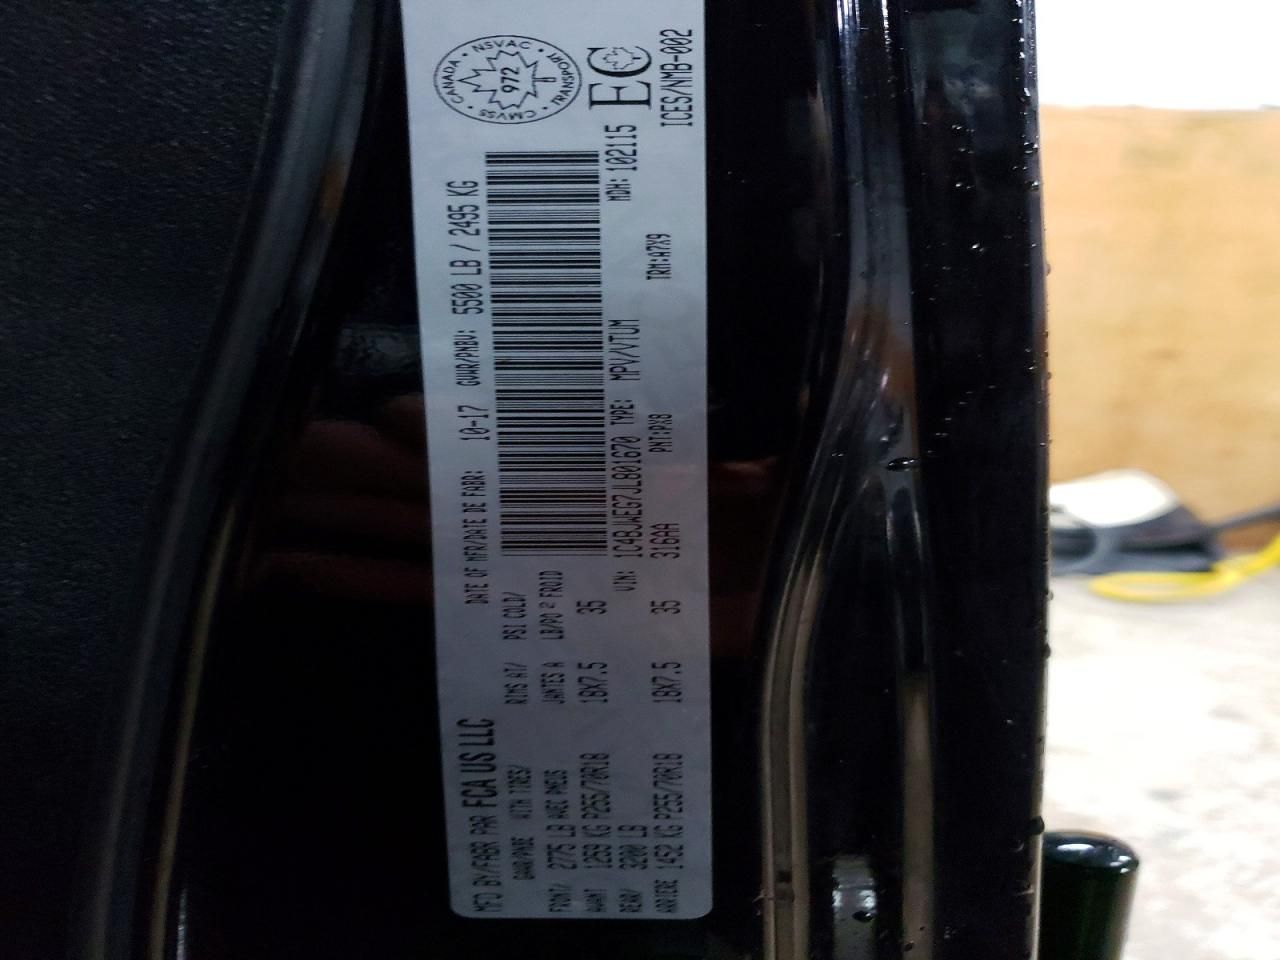 MFD BY/FABR PAR FCA US LLC
DATE OF MFR/DATE DE FABR: 10-17
GVWR/PNBV: 5500 LB / 2495 KG
GAWR/PNBE WITH TIRES/ RIMS AT/ PSI COLD/
FRONT/ 2775 LB AVEC PNEUS JANTES A LB/PO 2 FROID
AVANT 1259 KG P255/70R18 18X7.5 35
REAR/ 3200 LB
ARRIERE 1452 KG P255/70R18 18X7.5 35
VIN: 1C4BJWEG7JL801670 TYPE: MPV/VTUM
MDH: 102115
316AA PNT:PX8 TRM:A7X9
CANADA · NSVAC · TRANSPORT · CMVSS ·
972
EC
ICES/NMB-002